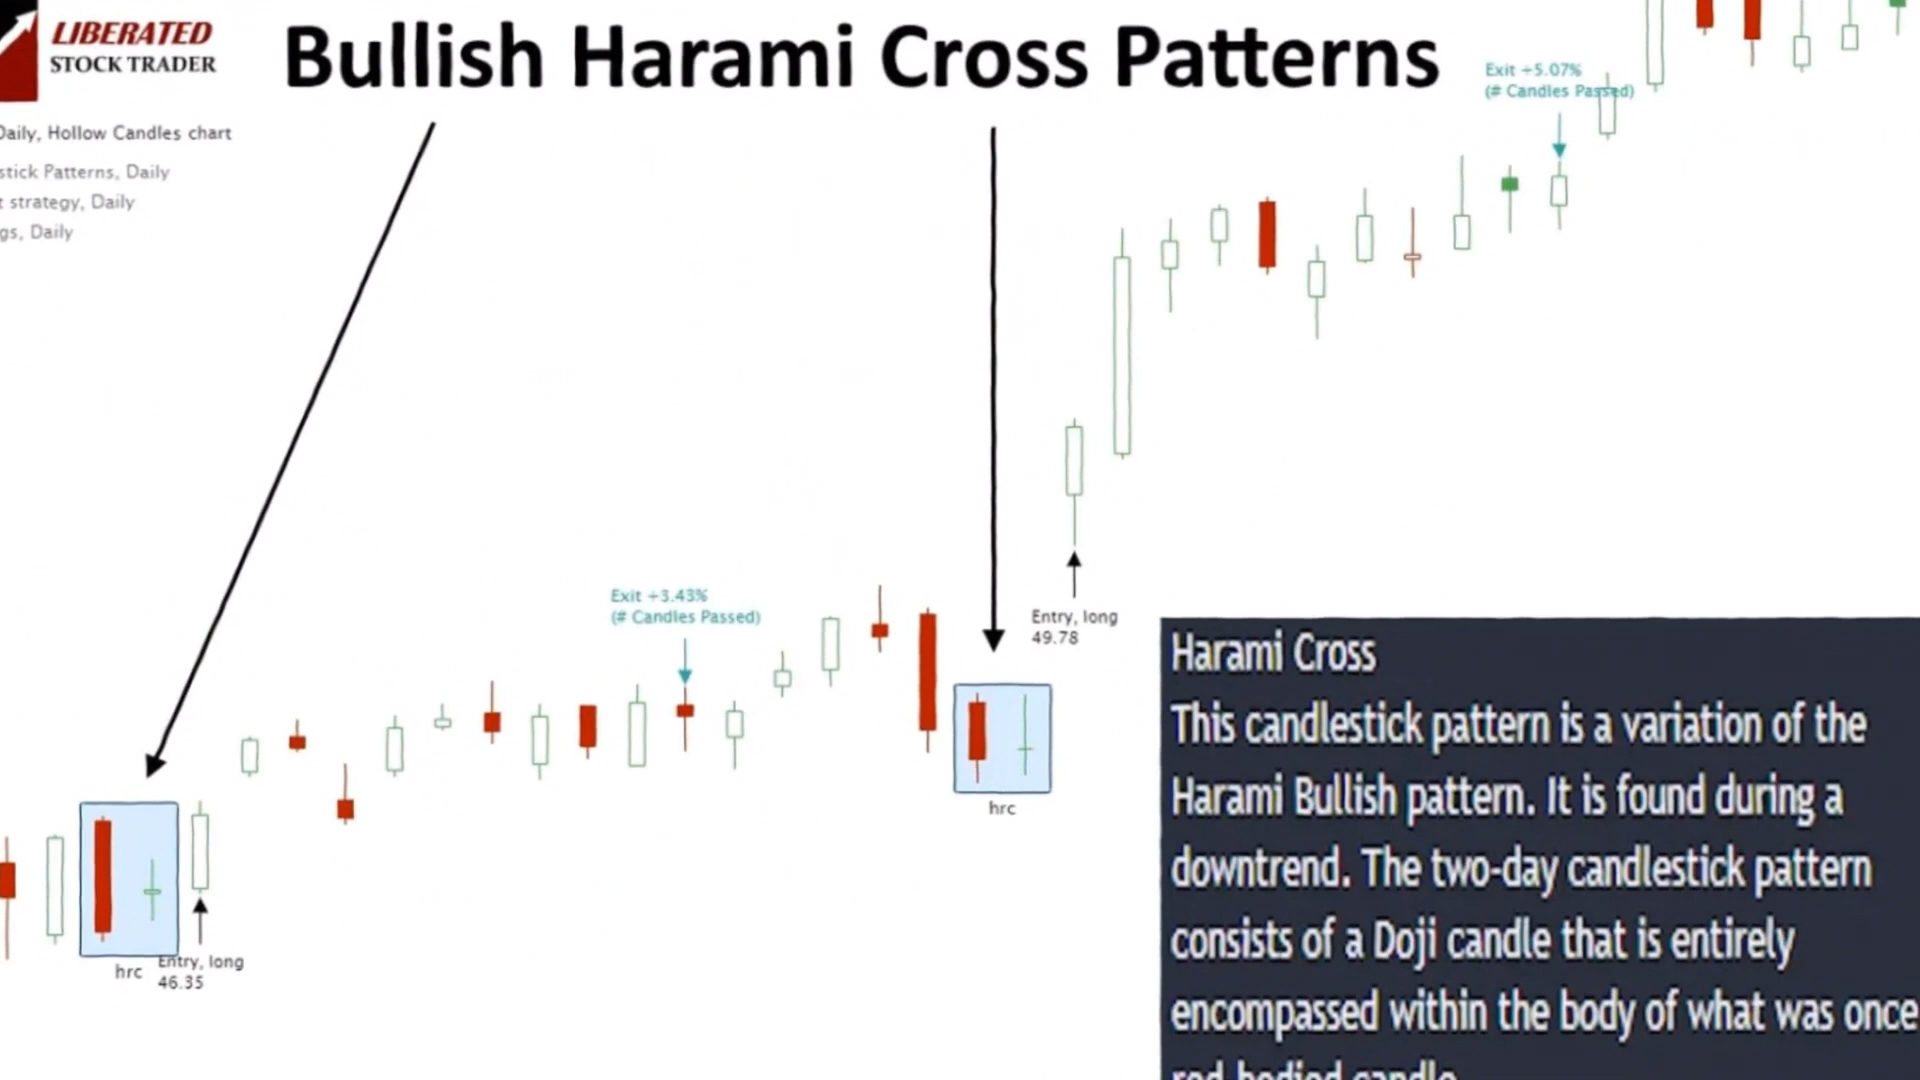 LIBERATED
STOCK TRADER
Bullish Harami Cross Patterns
Daily, Hollow Candles chart
stick Patterns, Daily
t strategy, Daily
gs, Daily
Exit +5.07%
(# Candles Passed)
Exit +3.43%
(# Candles Passed)
Entry, long
49.78
hrc
hrc
Entry, long
46.35
Harami Cross
This candlestick pattern is a variation of the
Harami Bullish pattern. It is found during a
downtrend. The two-day candlestick pattern
consists of a Doji candle that is entirely
encompassed within the body of what was once
red-bodied candle